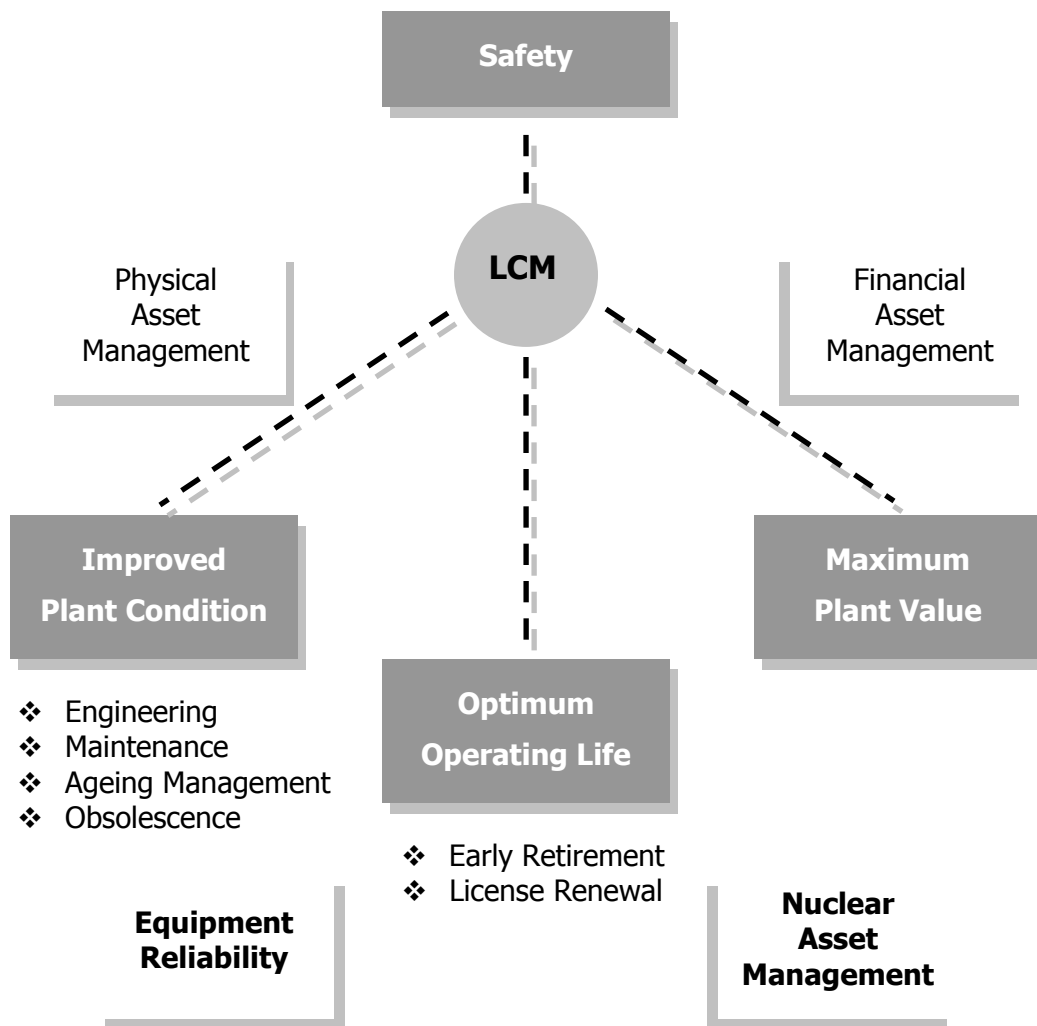 Safety
LCM
Physical
Asset
Management
Financial
Asset
Management
Improved
Plant Condition
Maximum
Plant Value
❖ Engineering
❖ Maintenance
❖ Ageing Management
❖ Obsolescence
Optimum
Operating Life
❖ Early Retirement
❖ License Renewal
Equipment
Reliability
Nuclear
Asset
Management